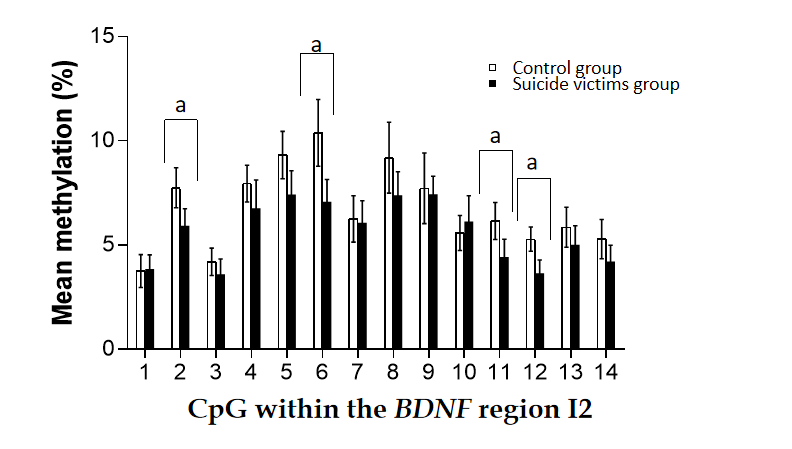 15
a
a
Control group
Suicide victims group
10
a
a
5
0
Mean methylation (%)
1 2 3 4 5 6 7 8 9 10 11 12 13 14
CpG within the BDNF region I2